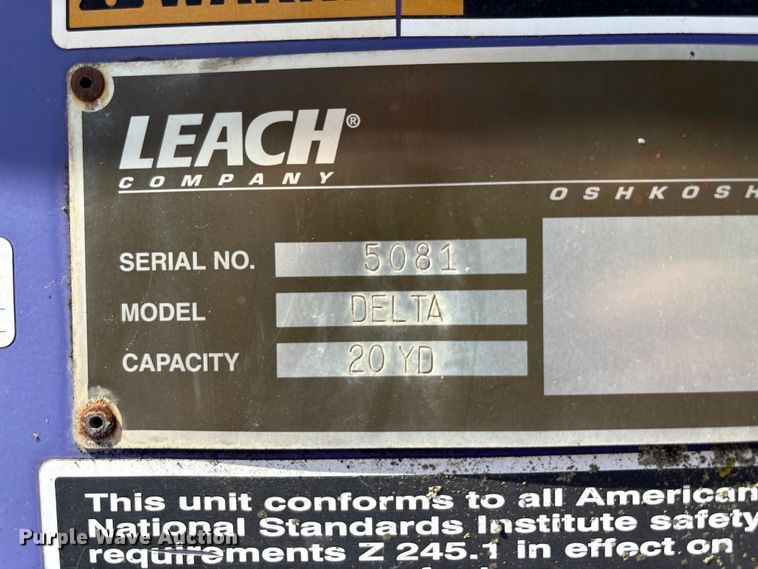 LEACH®
COMPANY
OSHKOSH
SERIAL NO. 5081
MODEL DELTA
CAPACITY 20 YD
This unit conforms to all American
National Standards Institute safety
requirements Z 245.1 in effect on
Purple Wave Auction